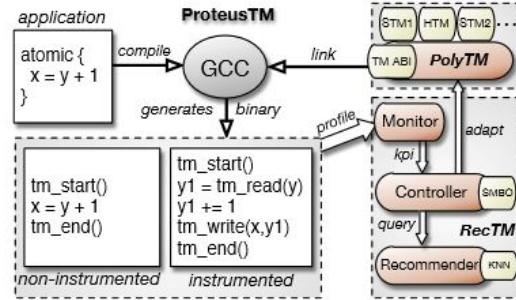 application
ProteusTM
atomic {
x = y + 1
}
compile
GCC
link
generates
binary
STM1
HTM
STM2
...
TM ABI
PolyTM
tm_start()
x = y + 1
tm_end()
non-instrumented
tm_start()
y1 = tm_read(y)
y1 += 1
tm_write(x,y1)
tm_end()
instrumented
profile
Monitor
kpi
adapt
Controller
SMBO
query
RecTM
Recommender
KNN